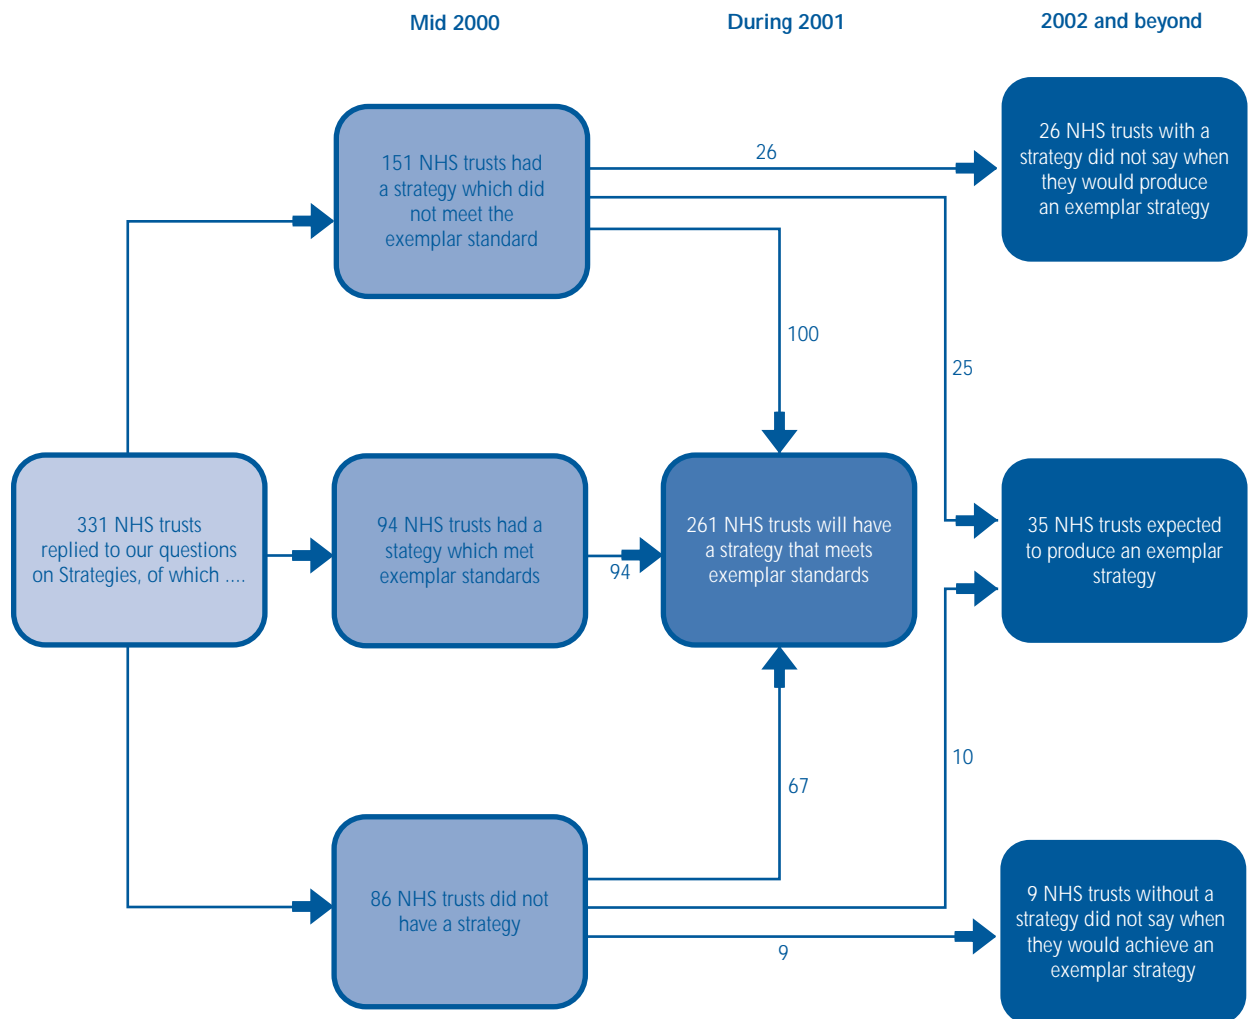 Mid 2000
During 2001
2002 and beyond
151 NHS trusts had
a strategy which did
not meet the
exemplar standard
26
26 NHS trusts with a
strategy did not say when
they would produce
an exemplar strategy
100
25
331 NHS trusts
replied to our questions
on Strategies, of which ....
94 NHS trusts had a
stategy which met
exemplar standards
94
261 NHS trusts will have
a strategy that meets
exemplar standards
35 NHS trusts expected
to produce an exemplar
strategy
67
10
86 NHS trusts did not
have a strategy
9
9 NHS trusts without a
strategy did not say when
they would achieve an
exemplar strategy